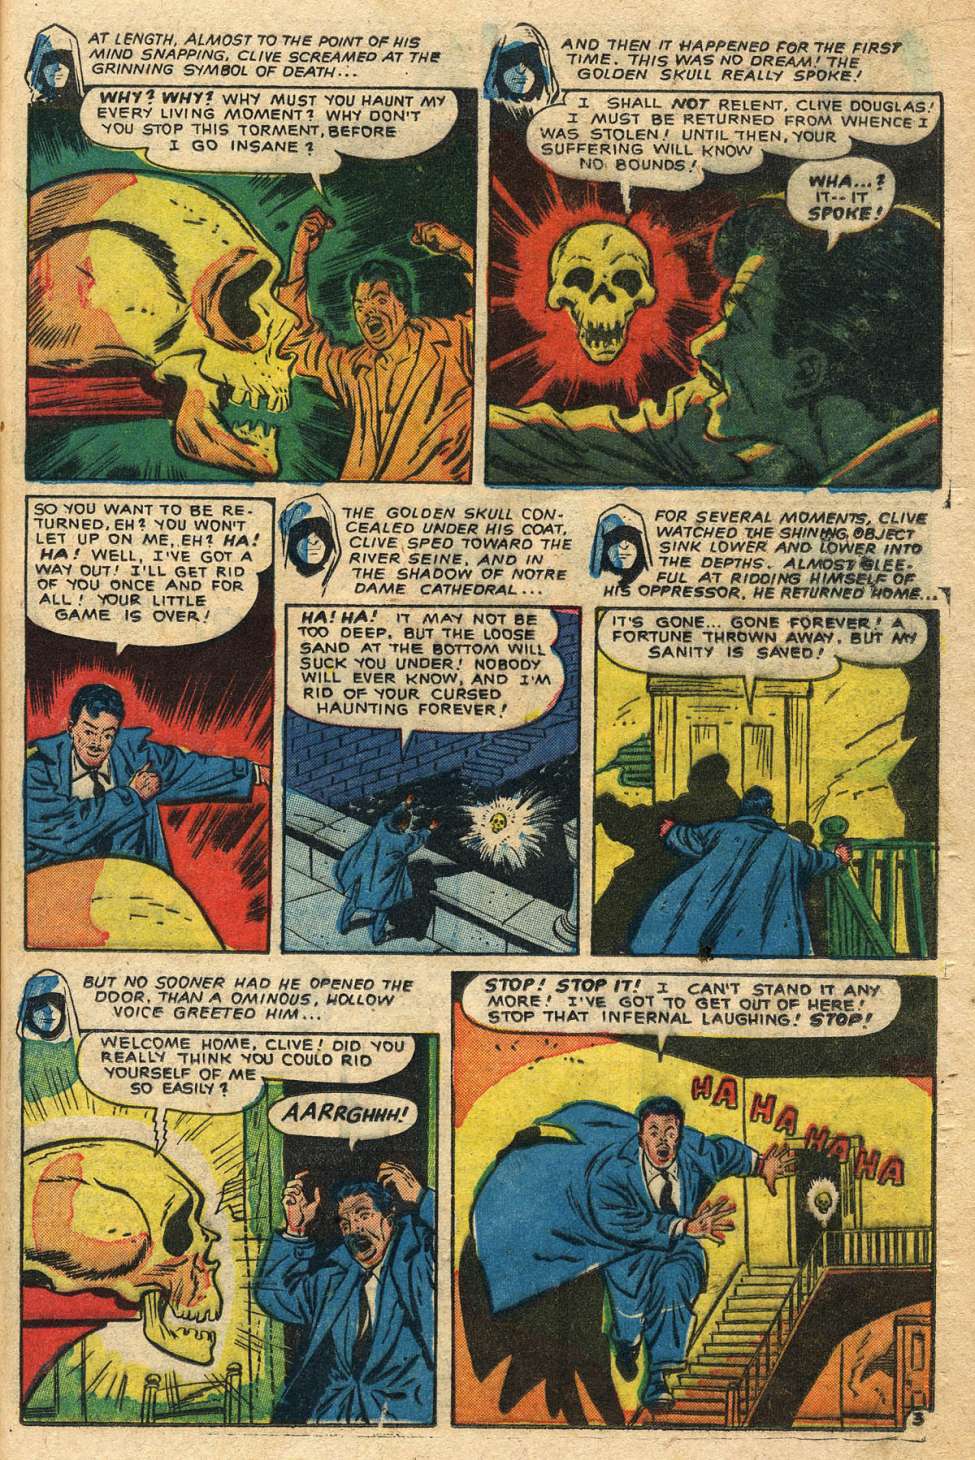 AT LENGTH, ALMOST TO THE POINT OF HIS
MIND SNAPPING, CLIVE SCREAMED AT THE
GRINNING SYMBOL OF DEATH...
WHY? WHY? WHY MUST YOU HAUNT MY
EVERY LIVING MOMENT? WHY DON'T
YOU STOP THIS TORMENT, BEFORE
I GO INSANE?
AND THEN IT HAPPENED FOR THE FIRST
TIME. THIS WAS NO DREAM! THE
GOLDEN SKULL REALLY SPOKE!
I SHALL NOT RELENT, CLIVE DOUGLAS!
I MUST BE RETURNED FROM WHENCE I
WAS STOLEN! UNTIL THEN, YOUR
SUFFERING WILL KNOW
NO BOUNDS!
WHA...?
IT-- IT
SPOKE!
SO YOU WANT TO BE RE-
TURNED, EH? YOU WON'T
LET UP ON ME, EH? HA!
HA! WELL, I'VE GOT A
WAY OUT! I'LL GET RID
OF YOU ONCE AND FOR
ALL! YOUR LITTLE
GAME IS OVER!
THE GOLDEN SKULL CON-
CEALED UNDER HIS COAT,
CLIVE SPED TOWARD THE
RIVER SEINE, AND IN
THE SHADOW OF NOTRE
DAME CATHEDRAL...
HA! HA! IT MAY NOT BE
TOO DEEP, BUT THE LOOSE
SAND AT THE BOTTOM WILL
SUCK YOU UNDER! NOBODY
WILL EVER KNOW, AND I'M
RID OF YOUR CURSED
HAUNTING FOREVER!
FOR SEVERAL MOMENTS, CLIVE
WATCHED THE SHINING OBJECT
SINK LOWER AND LOWER INTO
THE DEPTHS. ALMOST GLEE-
FUL AT RIDDING HIMSELF OF
HIS OPPRESSOR, HE RETURNED HOME...
IT'S GONE... GONE FOREVER! A
FORTUNE THROWN AWAY, BUT MY
SANITY IS SAVED!
BUT NO SOONER HAD HE OPENED THE
DOOR, THAN A OMINOUS, HOLLOW
VOICE GREETED HIM...
WELCOME HOME, CLIVE! DID YOU
REALLY THINK YOU COULD RID
YOURSELF OF ME
SO EASILY?
AARRGHHH!
STOP! STOP IT! I CAN'T STAND IT ANY
MORE! I'VE GOT TO GET OUT OF HERE!
STOP THAT INFERNAL LAUGHING! STOP!
HA HA HA HA HA
3